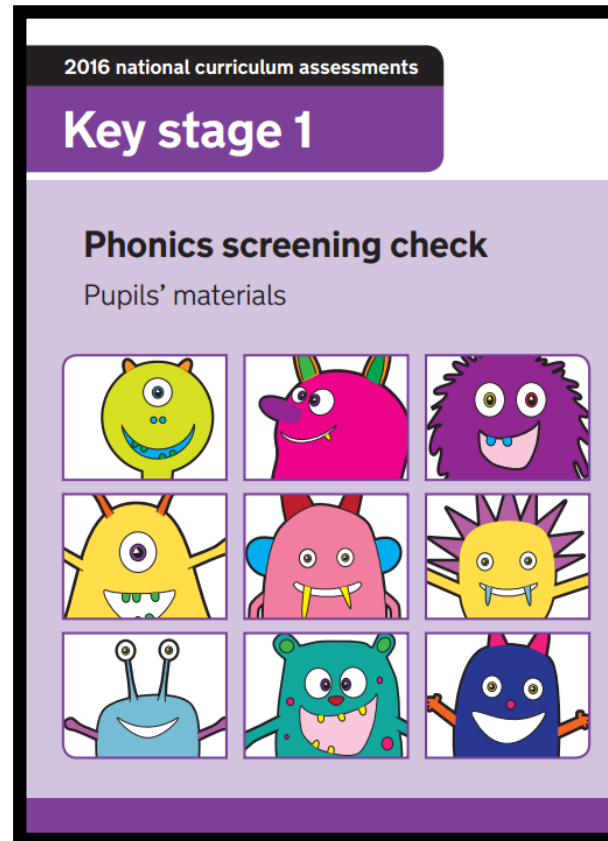 2016 national curriculum assessments
Key stage 1
Phonics screening check
Pupils’ materials